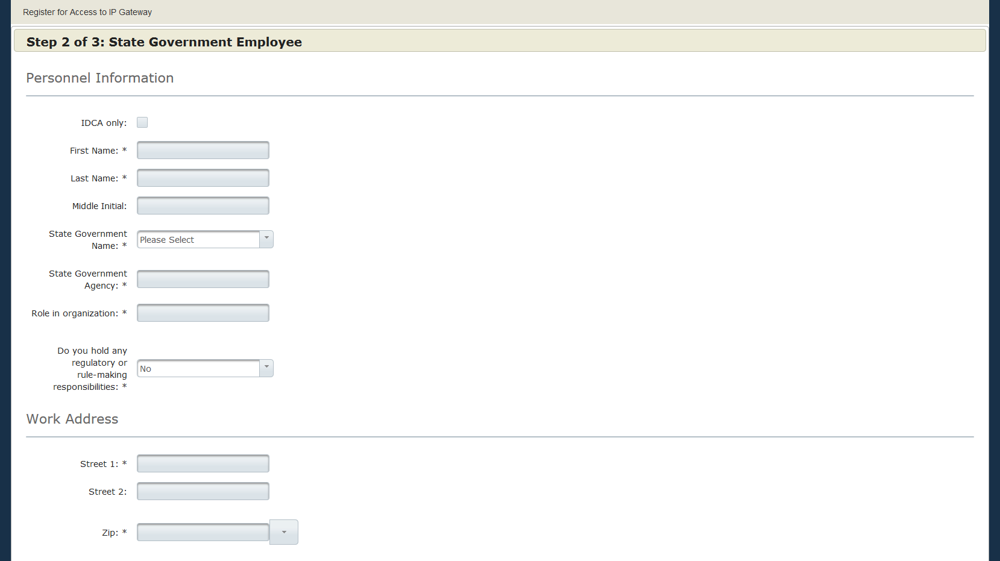 Register for Access to IP Gateway
Step 2 of 3: State Government Employee
Personnel Information
IDCA only:
First Name: *
Last Name: *
Middle Initial:
State Government
Name: *
Please Select
State Government
Agency: *
Role in organization: *
Do you hold any
regulatory or
rule-making
responsibilities: *
No
Work Address
Street 1: *
Street 2:
Zip: *